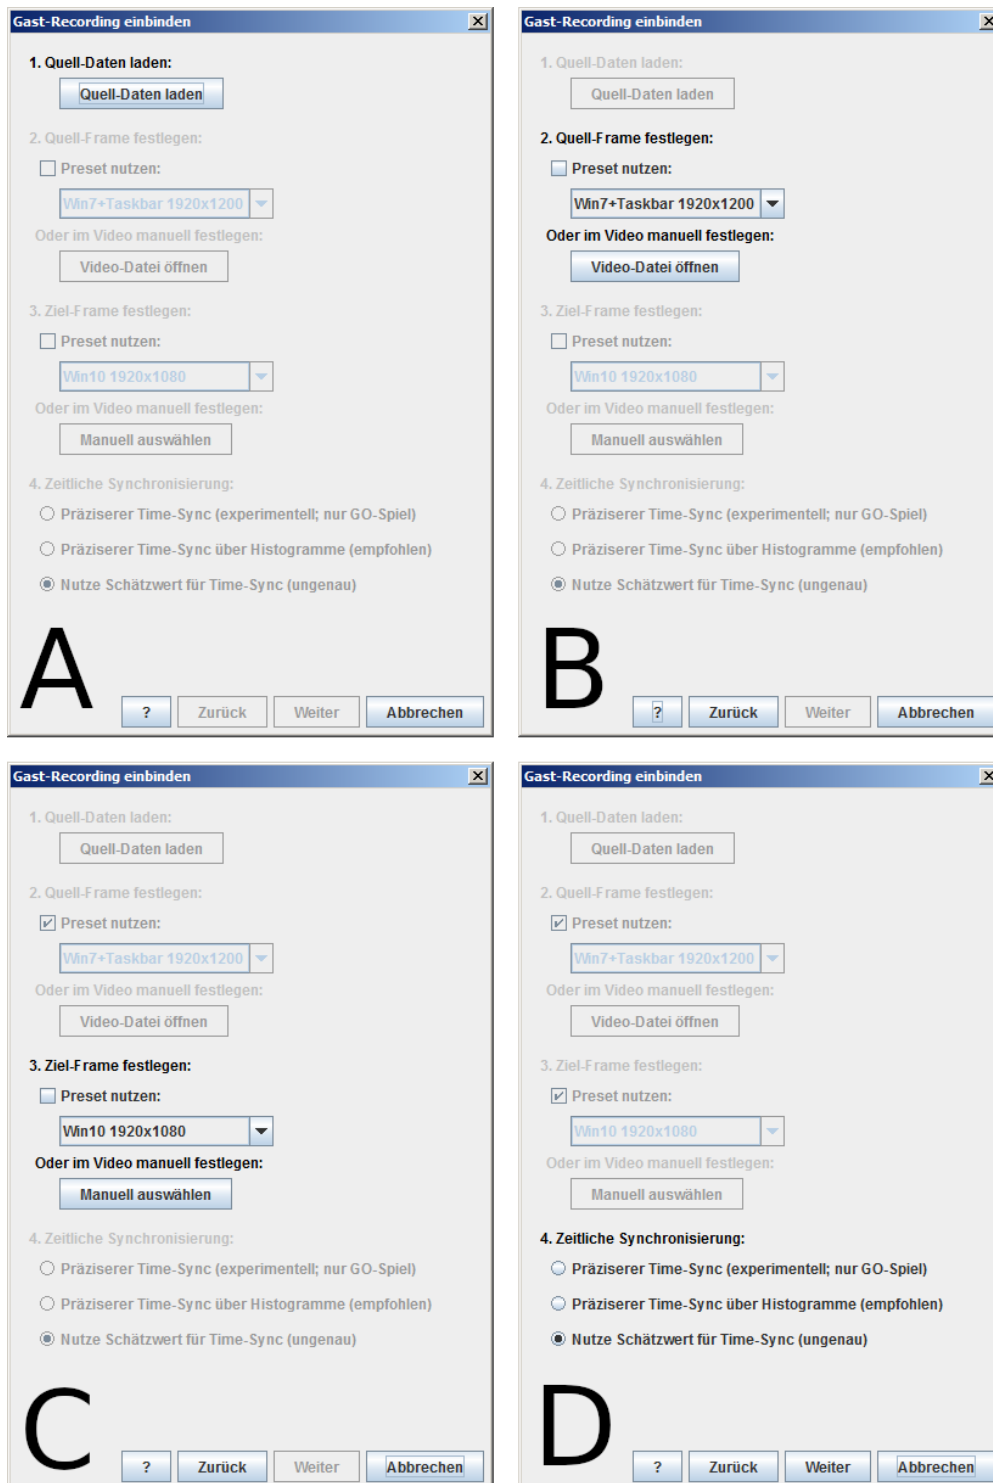 Gast-Recording einbinden
1. Quell-Daten laden:
Quell-Daten laden
2. Quell-Frame festlegen:
Preset nutzen:
Win7+Taskbar 1920x1200
Oder im Video manuell festlegen:
Video-Datei öffnen
3. Ziel-Frame festlegen:
Preset nutzen:
Win10 1920x1080
Oder im Video manuell festlegen:
Manuell auswählen
4. Zeitliche Synchronisierung:
Präziserer Time-Sync (experimentell; nur GO-Spiel)
Präziserer Time-Sync über Histogramme (empfohlen)
Nutze Schätzwert für Time-Sync (ungenau)
A
? Zurück Weiter Abbrechen
Gast-Recording einbinden
1. Quell-Daten laden:
Quell-Daten laden
2. Quell-Frame festlegen:
Preset nutzen:
Win7+Taskbar 1920x1200
Oder im Video manuell festlegen:
Video-Datei öffnen
3. Ziel-Frame festlegen:
Preset nutzen:
Win10 1920x1080
Oder im Video manuell festlegen:
Manuell auswählen
4. Zeitliche Synchronisierung:
Präziserer Time-Sync (experimentell; nur GO-Spiel)
Präziserer Time-Sync über Histogramme (empfohlen)
Nutze Schätzwert für Time-Sync (ungenau)
B
? Zurück Weiter Abbrechen
Gast-Recording einbinden
1. Quell-Daten laden:
Quell-Daten laden
2. Quell-Frame festlegen:
Preset nutzen:
Win7+Taskbar 1920x1200
Oder im Video manuell festlegen:
Video-Datei öffnen
3. Ziel-Frame festlegen:
Preset nutzen:
Win10 1920x1080
Oder im Video manuell festlegen:
Manuell auswählen
4. Zeitliche Synchronisierung:
Präziserer Time-Sync (experimentell; nur GO-Spiel)
Präziserer Time-Sync über Histogramme (empfohlen)
Nutze Schätzwert für Time-Sync (ungenau)
C
? Zurück Weiter Abbrechen
Gast-Recording einbinden
1. Quell-Daten laden:
Quell-Daten laden
2. Quell-Frame festlegen:
Preset nutzen:
Win7+Taskbar 1920x1200
Oder im Video manuell festlegen:
Video-Datei öffnen
3. Ziel-Frame festlegen:
Preset nutzen:
Win10 1920x1080
Oder im Video manuell festlegen:
Manuell auswählen
4. Zeitliche Synchronisierung:
Präziserer Time-Sync (experimentell; nur GO-Spiel)
Präziserer Time-Sync über Histogramme (empfohlen)
Nutze Schätzwert für Time-Sync (ungenau)
D
? Zurück Weiter Abbrechen